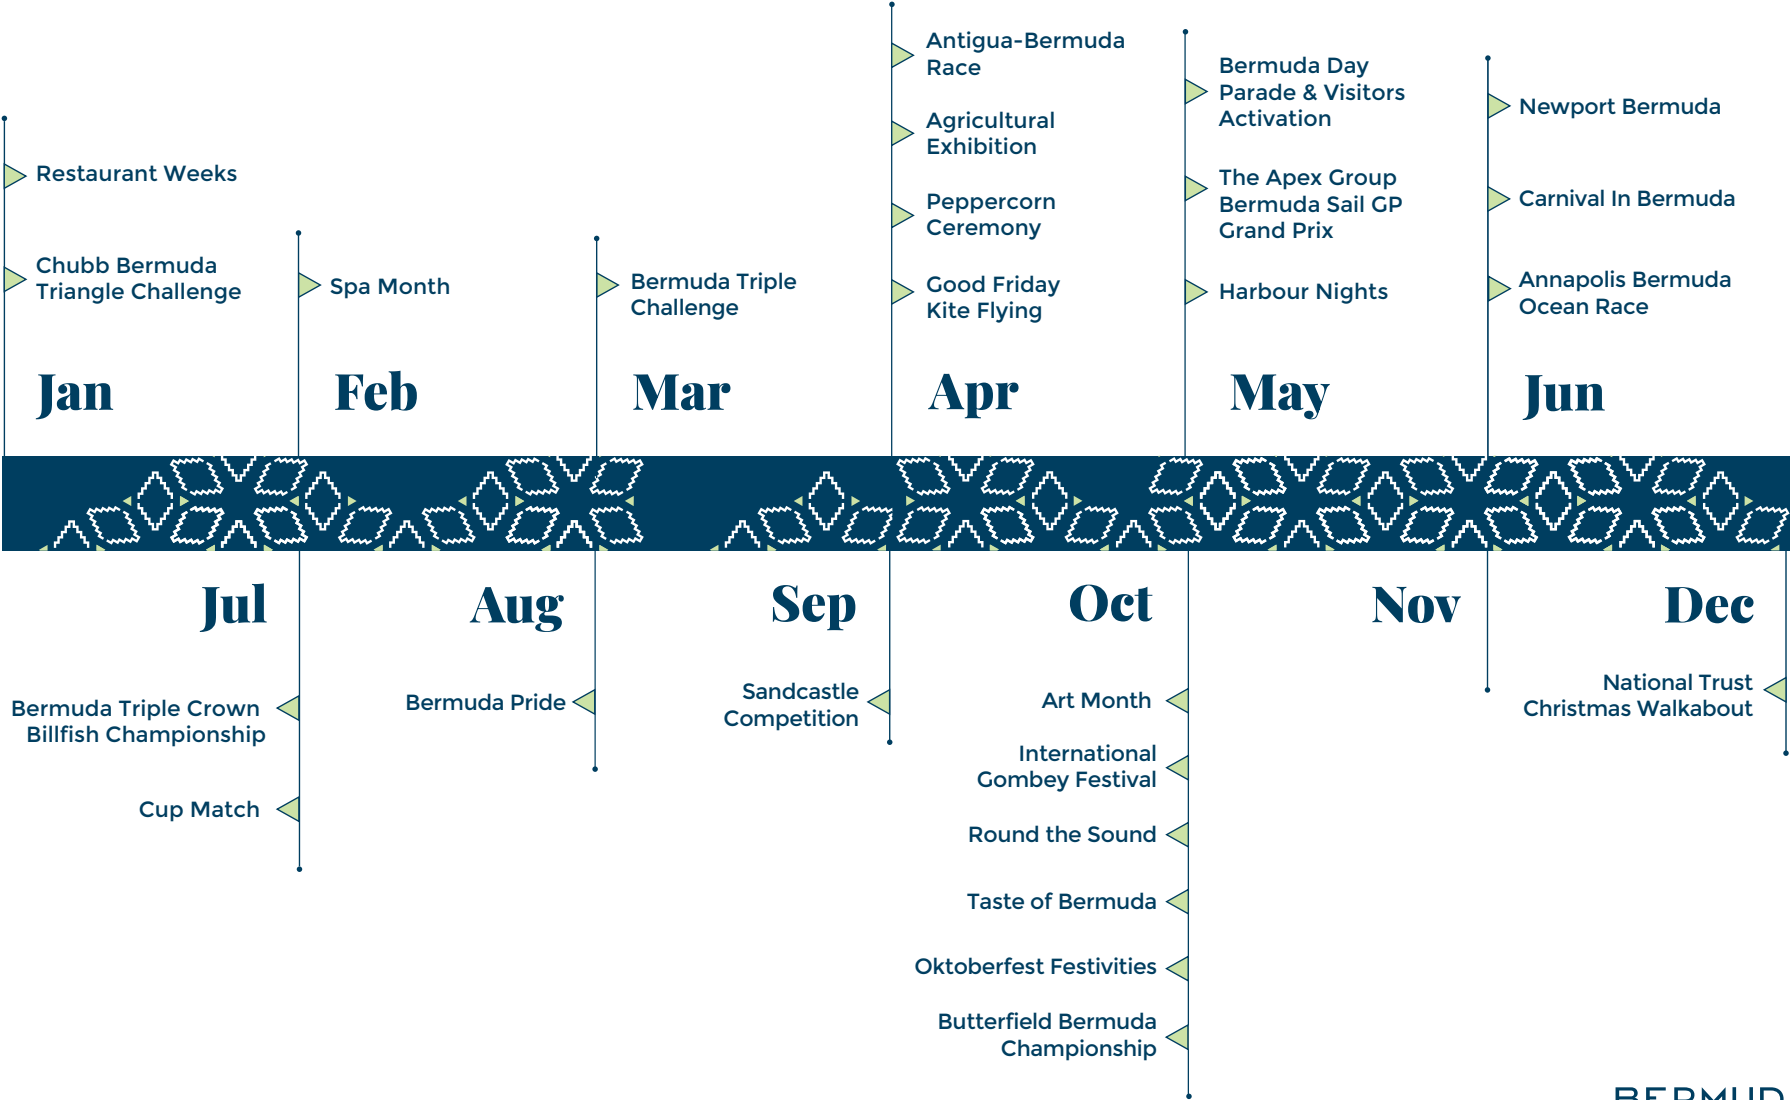 Restaurant Weeks
Chubb Bermuda
Triangle Challenge
Jan
Spa Month
Feb
Bermuda Triple
Challenge
Mar
Antigua-Bermuda
Race
Agricultural
Exhibition
Peppercorn
Ceremony
Good Friday
Kite Flying
Apr
Bermuda Day
Parade & Visitors
Activation
The Apex Group
Bermuda Sail GP
Grand Prix
Harbour Nights
May
Newport Bermuda
Carnival In Bermuda
Annapolis Bermuda
Ocean Race
Jun
Jul
Bermuda Triple Crown
Billfish Championship
Cup Match
Aug
Bermuda Pride
Sep
Sandcastle
Competition
Oct
Art Month
International
Gombey Festival
Round the Sound
Taste of Bermuda
Oktoberfest Festivities
Butterfield Bermuda
Championship
Nov
Dec
National Trust
Christmas Walkabout